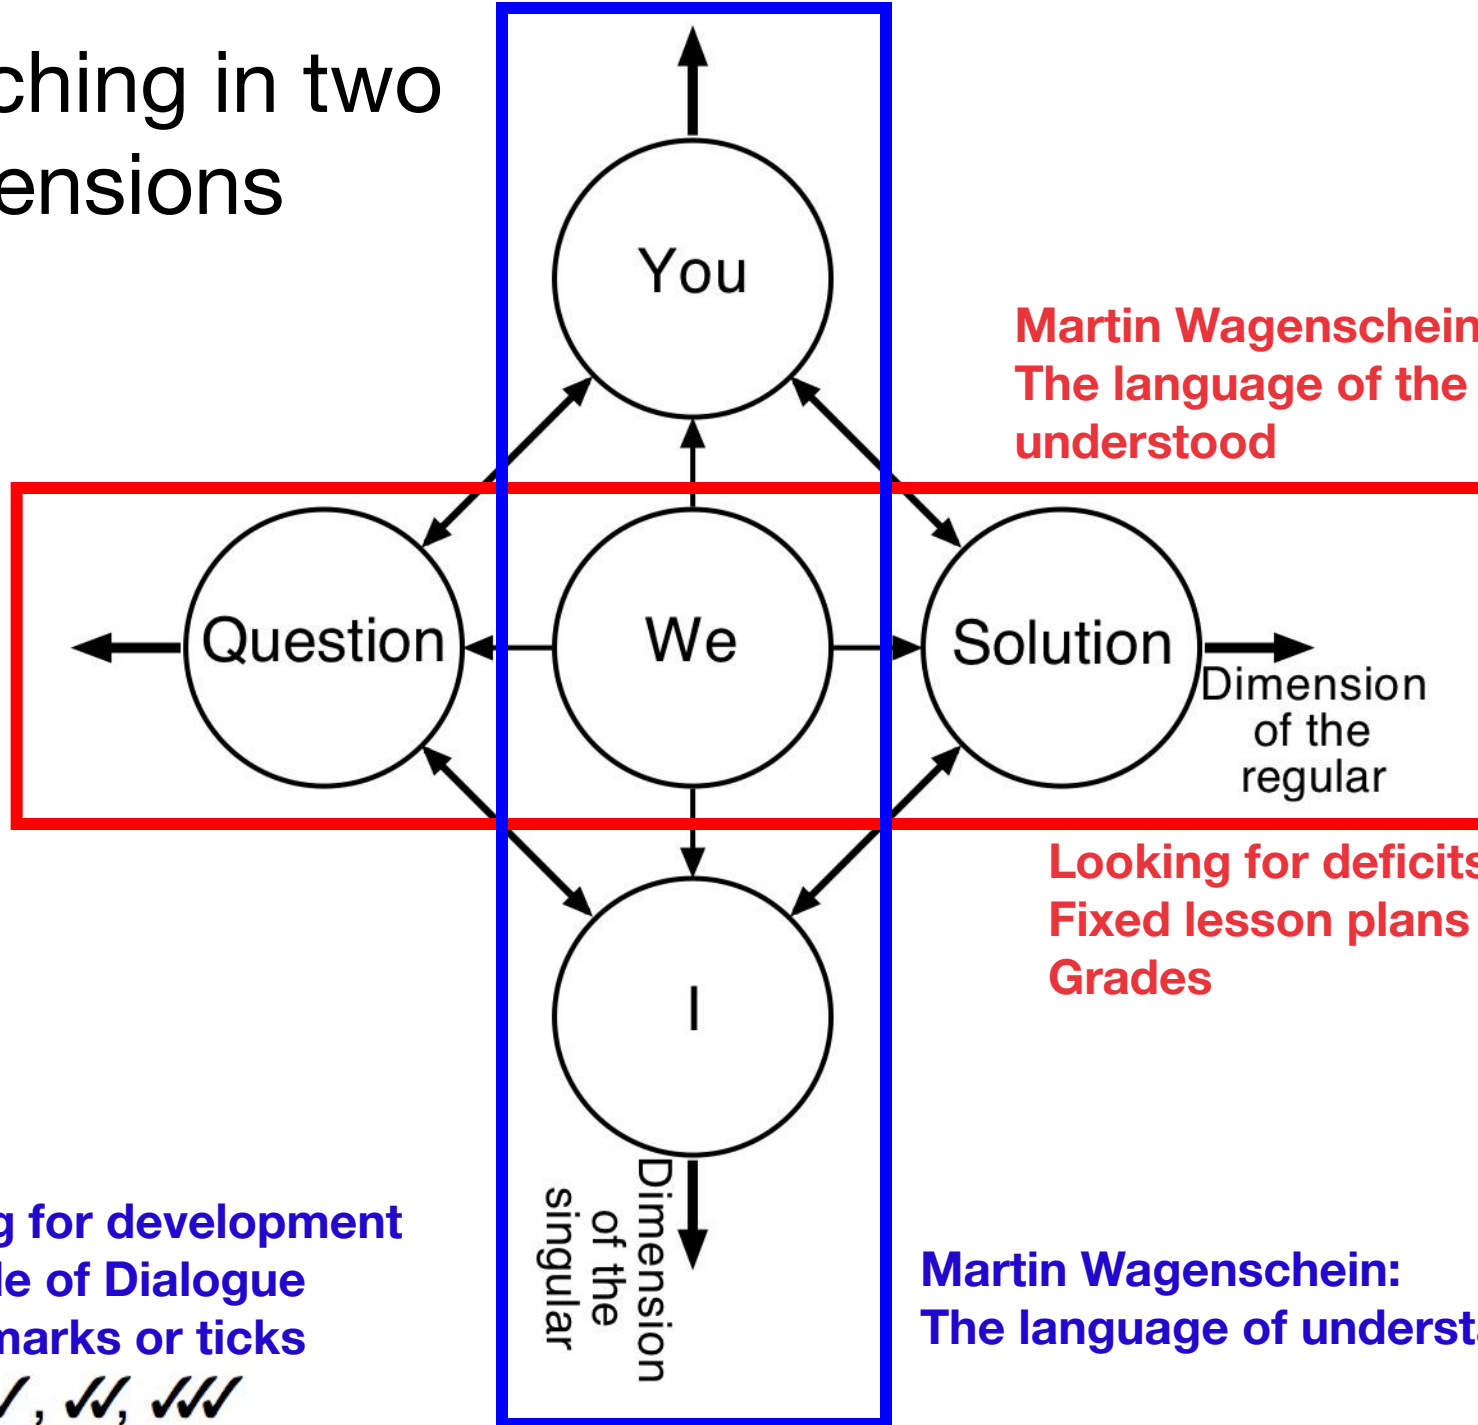 ching in two
ensions
You
Martin Wagenschein
The language of the
understood
Question
We
Solution
Dimension
of the
regular
Looking for deficits
Fixed lesson plans
Grades
I
Dimension
of the
singular
g for development
le of Dialogue
marks or ticks
✓, ✓✓, ✓✓✓
Martin Wagenschein:
The language of understa